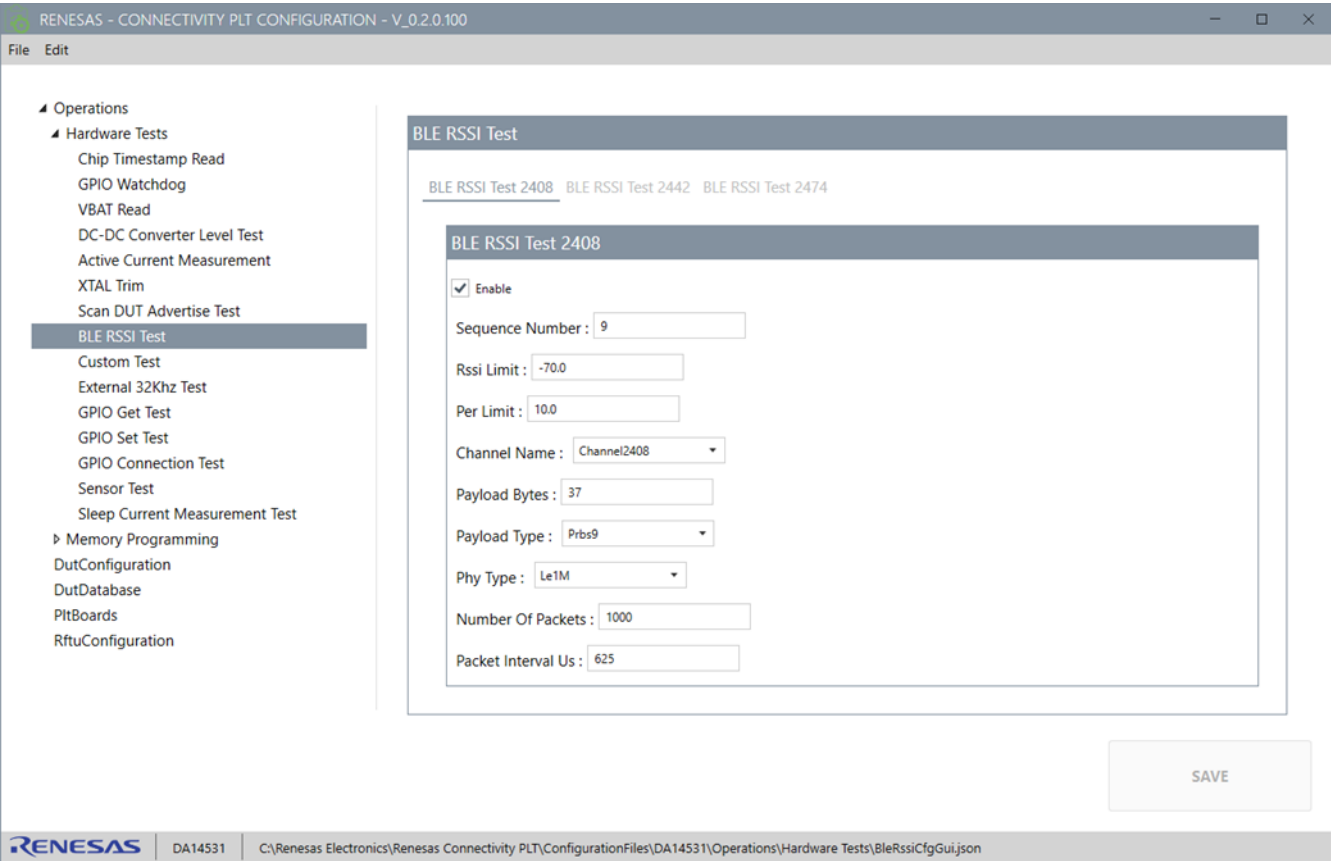 RENESAS - CONNECTIVITY PLT CONFIGURATION - V_0.2.0.100
File Edit
Operations
Hardware Tests
Chip Timestamp Read
GPIO Watchdog
VBAT Read
DC-DC Converter Level Test
Active Current Measurement
XTAL Trim
Scan DUT Advertise Test
BLE RSSI Test
Custom Test
External 32Khz Test
GPIO Get Test
GPIO Set Test
GPIO Connection Test
Sensor Test
Sleep Current Measurement Test
Memory Programming
DutConfiguration
DutDatabase
PltBoards
RftuConfiguration
BLE RSSI Test
BLE RSSI Test 2408 BLE RSSI Test 2442 BLE RSSI Test 2474
BLE RSSI Test 2408
Enable
Sequence Number : 9
Rssi Limit : -70.0
Per Limit : 10.0
Channel Name : Channel2408
Payload Bytes : 37
Payload Type : Prbs9
Phy Type : Le1M
Number Of Packets : 1000
Packet Interval Us : 625
SAVE
RENESAS DA14531 C:\Renesas Electronics\Renesas Connectivity PLT\ConfigurationFiles\DA14531\Operations\Hardware Tests\BleRssiCfgGui.json